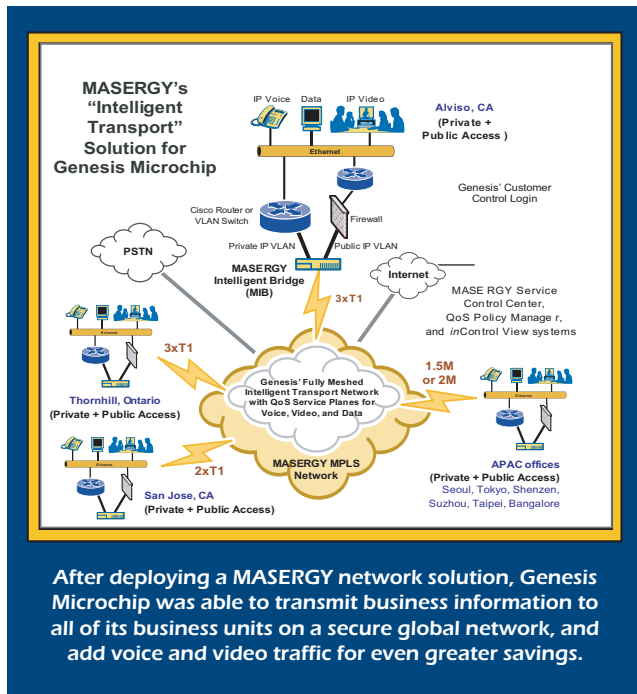 MASERGY's
"Intelligent
Transport"
Solution for
Genesis Microchip
IP Voice
Data
IP Video
Ethernet
Alviso, CA
(Private +
Public Access )
Genesis' Customer
Control Login
Cisco Router or
VLAN Switch
Firewall
Private IP VLAN
Public IP VLAN
MASERGY
Intelligent Bridge
(MIB)
PSTN
Internet
3xT1
MASE RGY Service
Control Center,
QoS Policy Manage r,
and inControl View systems
Ethernet
3xT1
Thornhill, Ontario
(Private + Public Access)
Genesis' Fully Meshed
Intelligent Transport Network
with QoS Service Planes for
Voice, Video, and Data
MASERGY MPLS
Network
1.5M
or 2M
Ethernet
APAC offices
(Private + Public Access)
Seoul, Tokyo, Shenzen,
Suzhou, Taipei, Bangalore
Ethernet
2xT1
San Jose, CA
(Private + Public Access)
After deploying a MASERGY network solution, Genesis
Microchip was able to transmit business information to
all of its business units on a secure global network, and
add voice and video traffic for even greater savings.